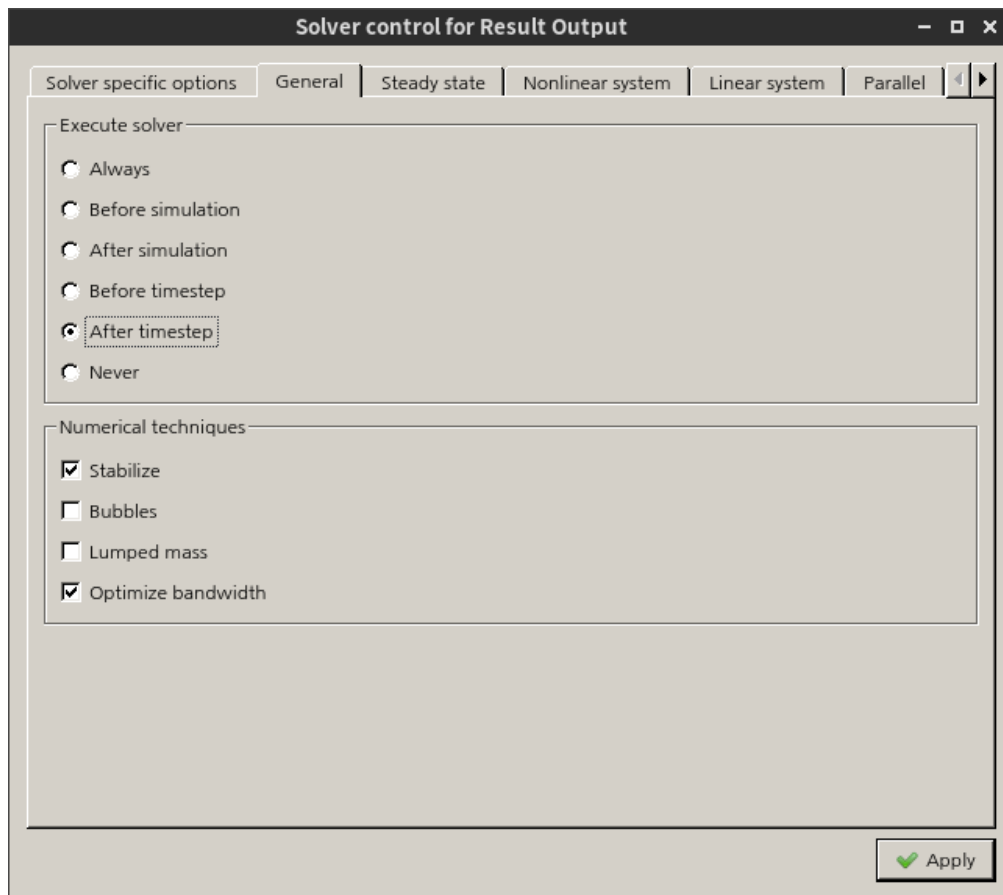 Solver control for Result Output
Solver specific options General Steady state Nonlinear system Linear system Parallel
Execute solver
Always
Before simulation
After simulation
Before timestep
After timestep
Never
Numerical techniques
Stabilize
Bubbles
Lumped mass
Optimize bandwidth
Apply